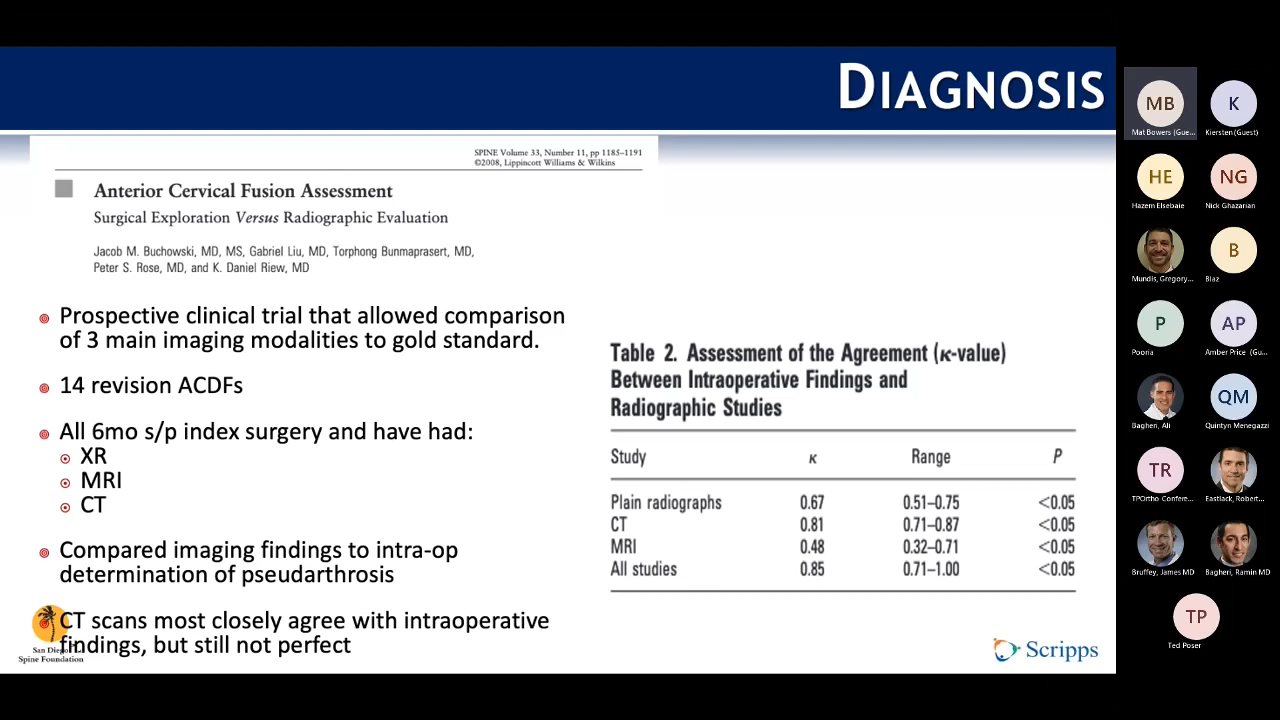 DIAGNOSIS
SPINE Volume 33, Number 11, pp 1185–1191
©2008, Lippincott Williams & Wilkins
Anterior Cervical Fusion Assessment
Surgical Exploration Versus Radiographic Evaluation
Jacob M. Buchowski, MD, MS, Gabriel Liu, MD, Torphong Bunmaprasert, MD,
Peter S. Rose, MD, and K. Daniel Riew, MD
Prospective clinical trial that allowed comparison
of 3 main imaging modalities to gold standard.
14 revision ACDFs
All 6mo s/p index surgery and have had:
XR
MRI
CT
Compared imaging findings to intra-op
determination of pseudarthrosis
CT scans most closely agree with intraoperative
findings, but still not perfect
San Diego
Spine Foundation
Table 2. Assessment of the Agreement (κ-value)
Between Intraoperative Findings and
Radiographic Studies
Study κ Range P
Plain radiographs 0.67 0.51–0.75 <0.05
CT 0.81 0.71–0.87 <0.05
MRI 0.48 0.32–0.71 <0.05
All studies 0.85 0.71–1.00 <0.05
Scripps
MB K
Mat Bowers (Gue... Kiersten (Guest)
HE NG
Hazem Elsebaie Nick Ghazarian
B
Mundis, Gregory... Blaz
P AP
Pooria Amber Price (Gu...
QM
Bagheri, Ali Quintyn Menegazzi
TR
TPOrtho Confere... Eastlack, Robert...
Bruffey, James MD Bagheri, Ramin MD
TP
Ted Poser